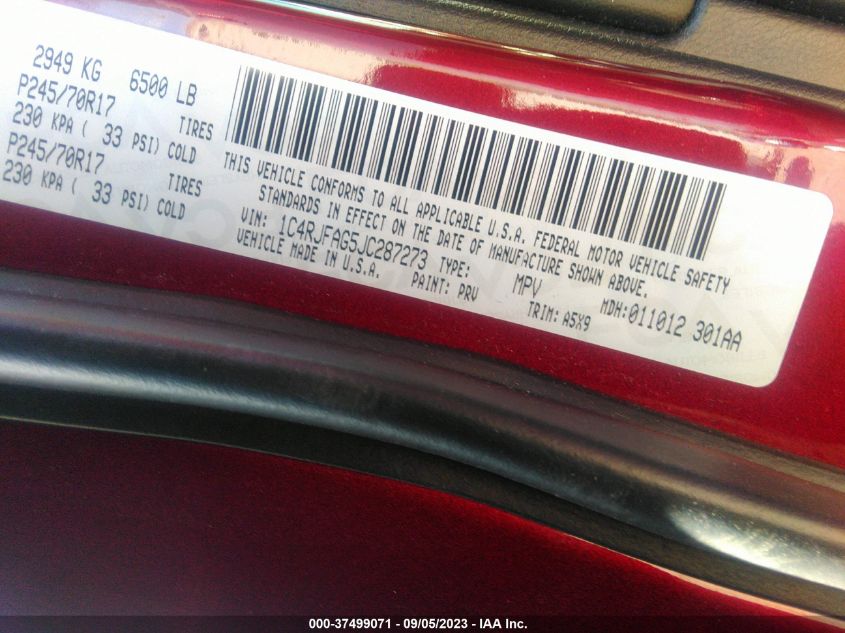 2949 KG 6500 LB
P245/70R17 TIRES
230 KPA ( 33 PSI) COLD
P245/70R17 TIRES
230 KPA ( 33 PSI) COLD
THIS VEHICLE CONFORMS TO ALL APPLICABLE U.S.A. FEDERAL MOTOR VEHICLE SAFETY
STANDARDS IN EFFECT ON THE DATE OF MANUFACTURE SHOWN ABOVE.
VIN: 1C4RJFAG5JC287273 TYPE: MPV MDH:011012 301AA
VEHICLE MADE IN U.S.A. PAINT: PRV TRIM: A5X9
000-37499071 - 09/05/2023 - IAA Inc.